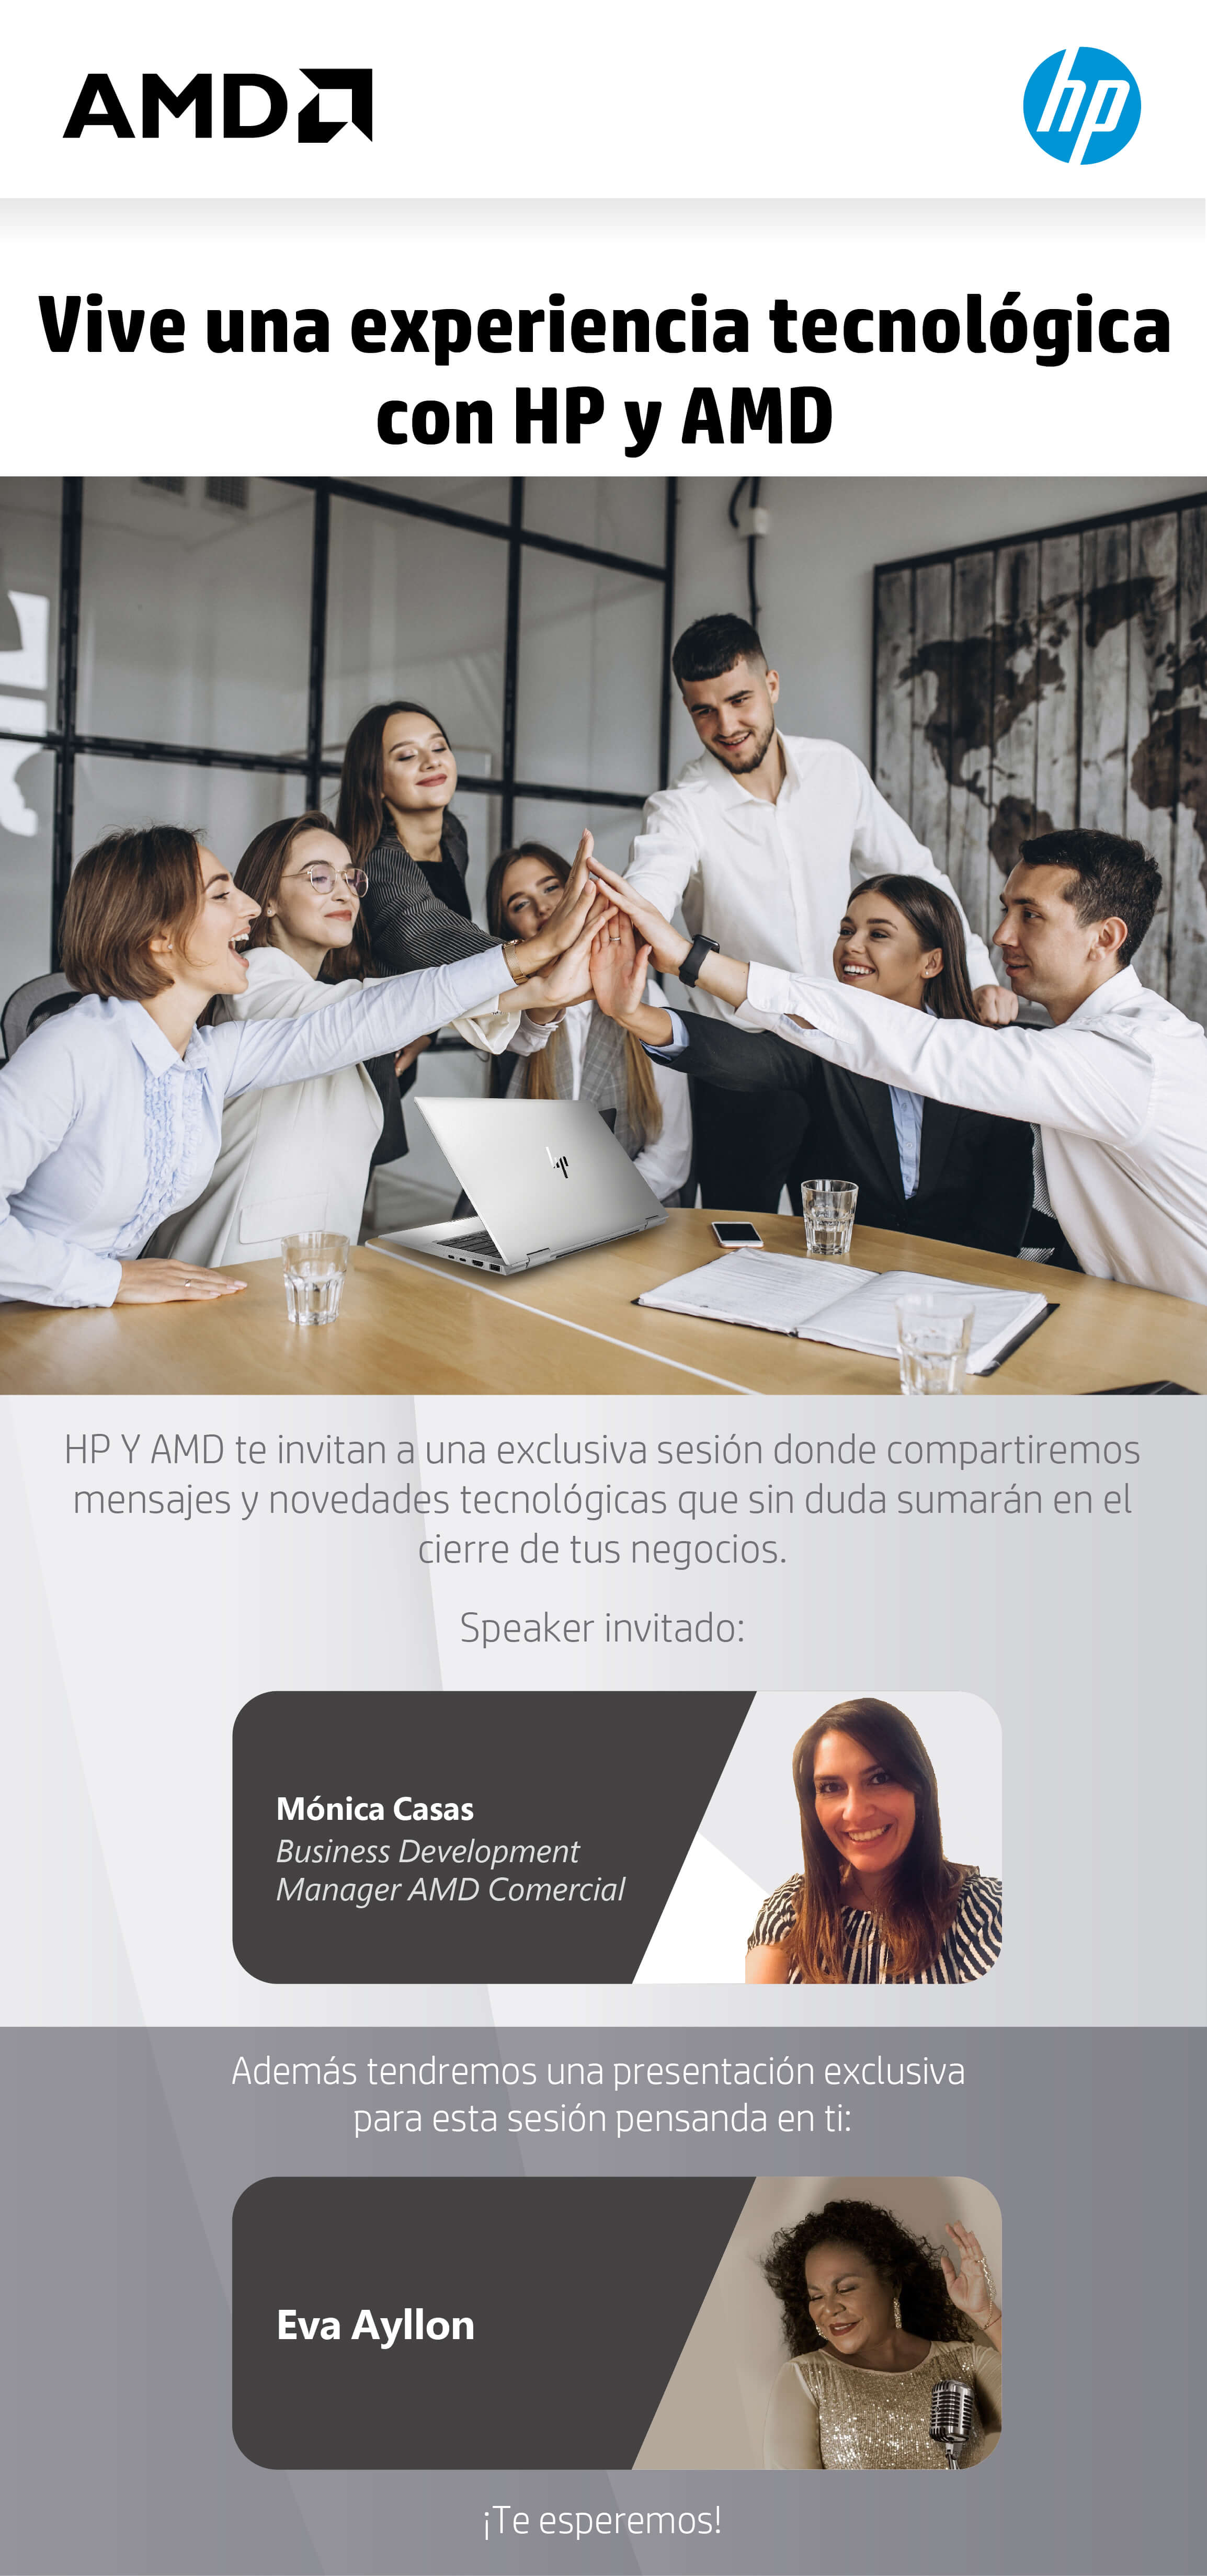 AMD
hp
Vive una experiencia tecnológica
con HP y AMD
hp
HP Y AMD te invitan a una exclusiva sesión donde compartiremos
mensajes y novedades tecnológicas que sin duda sumarán en el
cierre de tus negocios.
Speaker invitado:
Mónica Casas
Business Development
Manager AMD Comercial
Además tendremos una presentación exclusiva
para esta sesión pensanda en ti:
Eva Ayllon
¡Te esperemos!